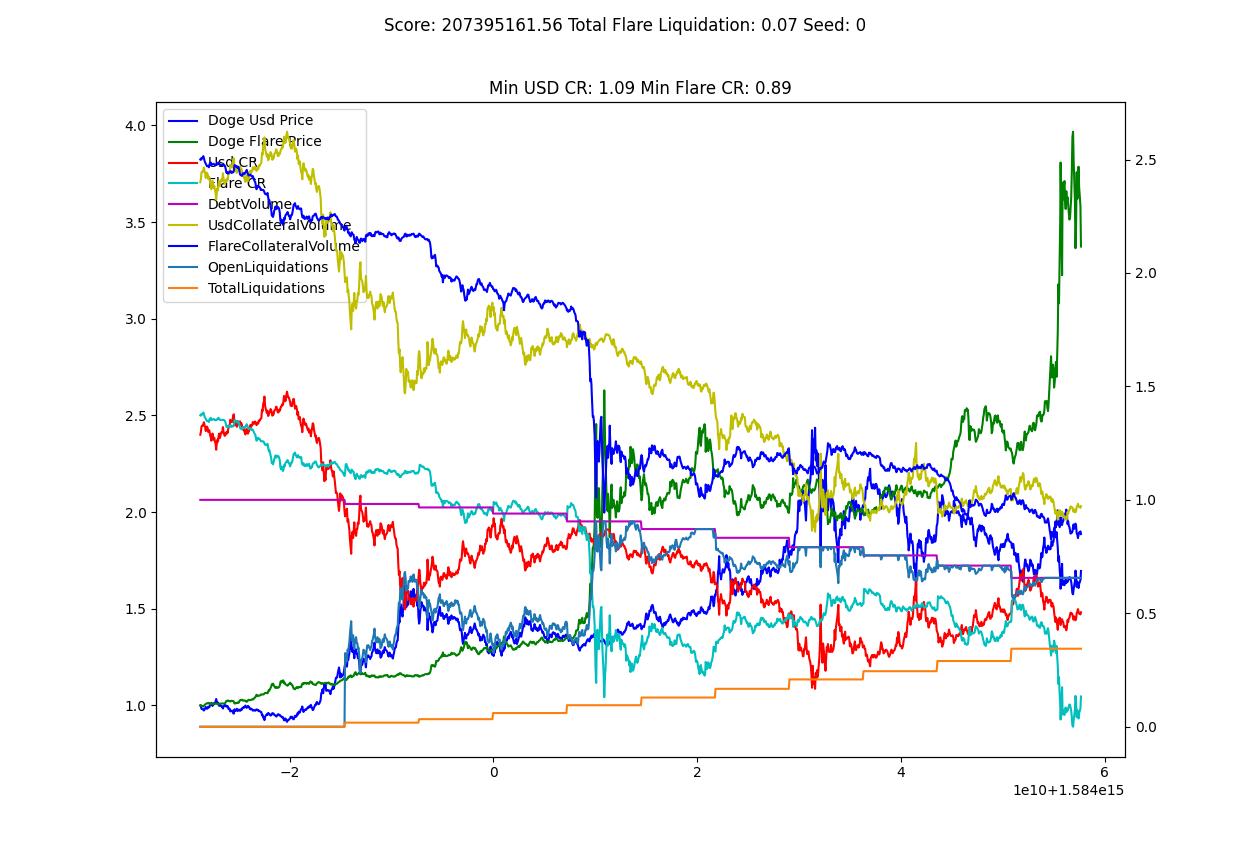 Score: 207395161.56 Total Flare Liquidation: 0.07 Seed: 0
Min USD CR: 1.09 Min Flare CR: 0.89
Doge Usd Price
Doge Flare Price
Usd CR
Flare CR
DebtVolume
UsdCollateralVolume
FlareCollateralVolume
OpenLiquidations
TotalLiquidations
4.0
3.5
3.0
2.5
2.0
1.5
1.0
2.5
2.0
1.5
1.0
0.5
0.0
−2
0
2
4
6
1e10+1.584e15